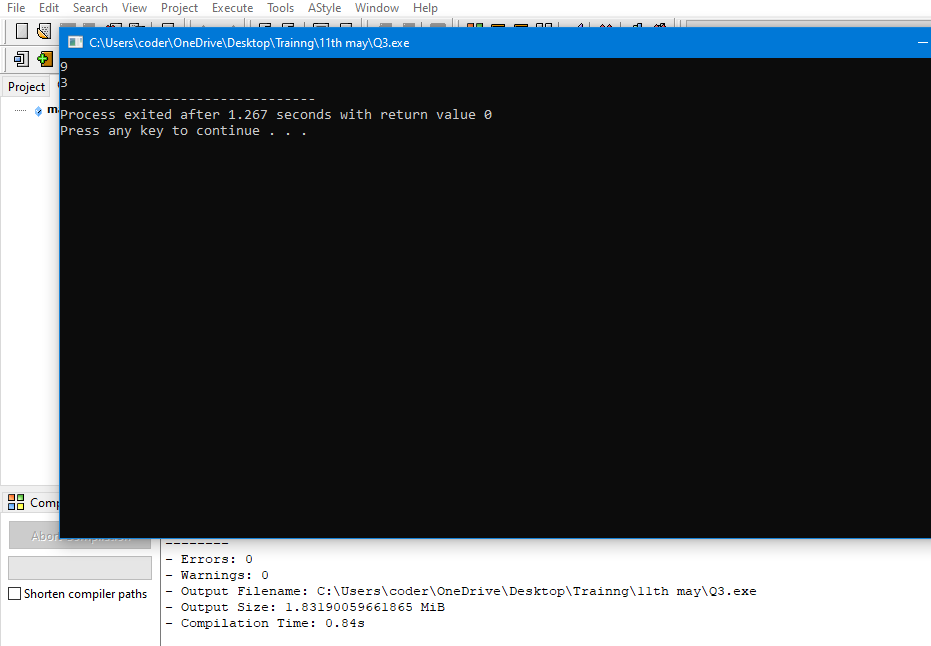 File Edit Search View Project Execute Tools AStyle Window Help
C:\Users\coder\OneDrive\Desktop\Trainng\11th may\Q3.exe
9
3
--------------------------------
Process exited after 1.267 seconds with return value 0
Press any key to continue . . .
Project
--------
- Errors: 0
- Warnings: 0
- Output Filename: C:\Users\coder\OneDrive\Desktop\Trainng\11th may\Q3.exe
- Output Size: 1.83190059661865 MiB
- Compilation Time: 0.84s
Shorten compiler paths